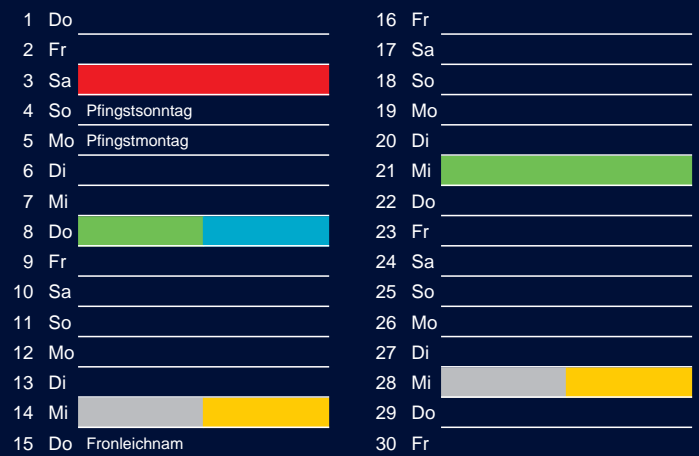 1 Do
2 Fr
3 Sa
4 So Pfingstsonntag
5 Mo Pfingstmontag
6 Di
7 Mi
8 Do
9 Fr
10 Sa
11 So
12 Mo
13 Di
14 Mi
15 Do Fronleichnam
16 Fr
17 Sa
18 So
19 Mo
20 Di
21 Mi
22 Do
23 Fr
24 Sa
25 So
26 Mo
27 Di
28 Mi
29 Do
30 Fr